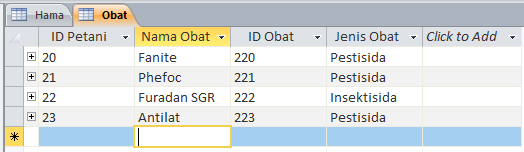 Hama Obat
ID Petani Nama Obat ID Obat Jenis Obat Click to Add
20 Fanite 220 Pestisida
21 Phefoc 221 Pestisida
22 Furadan SGR 222 Insektisida
23 Antilat 223 Pestisida